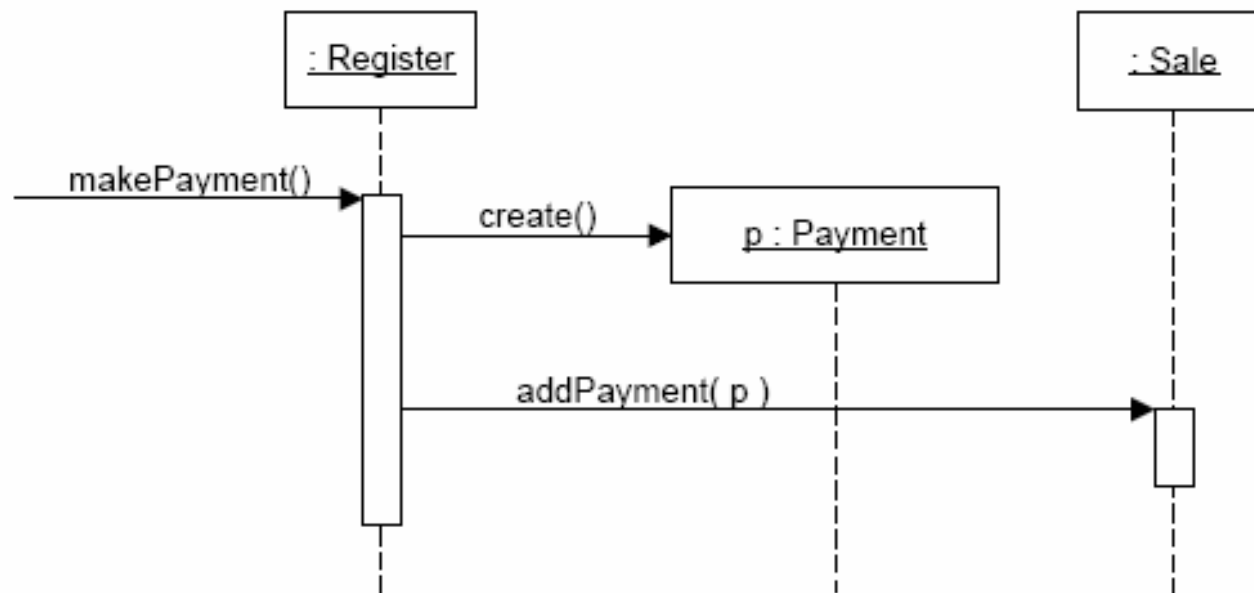 : Register
: Sale
makePayment()
create()
p : Payment
addPayment( p )